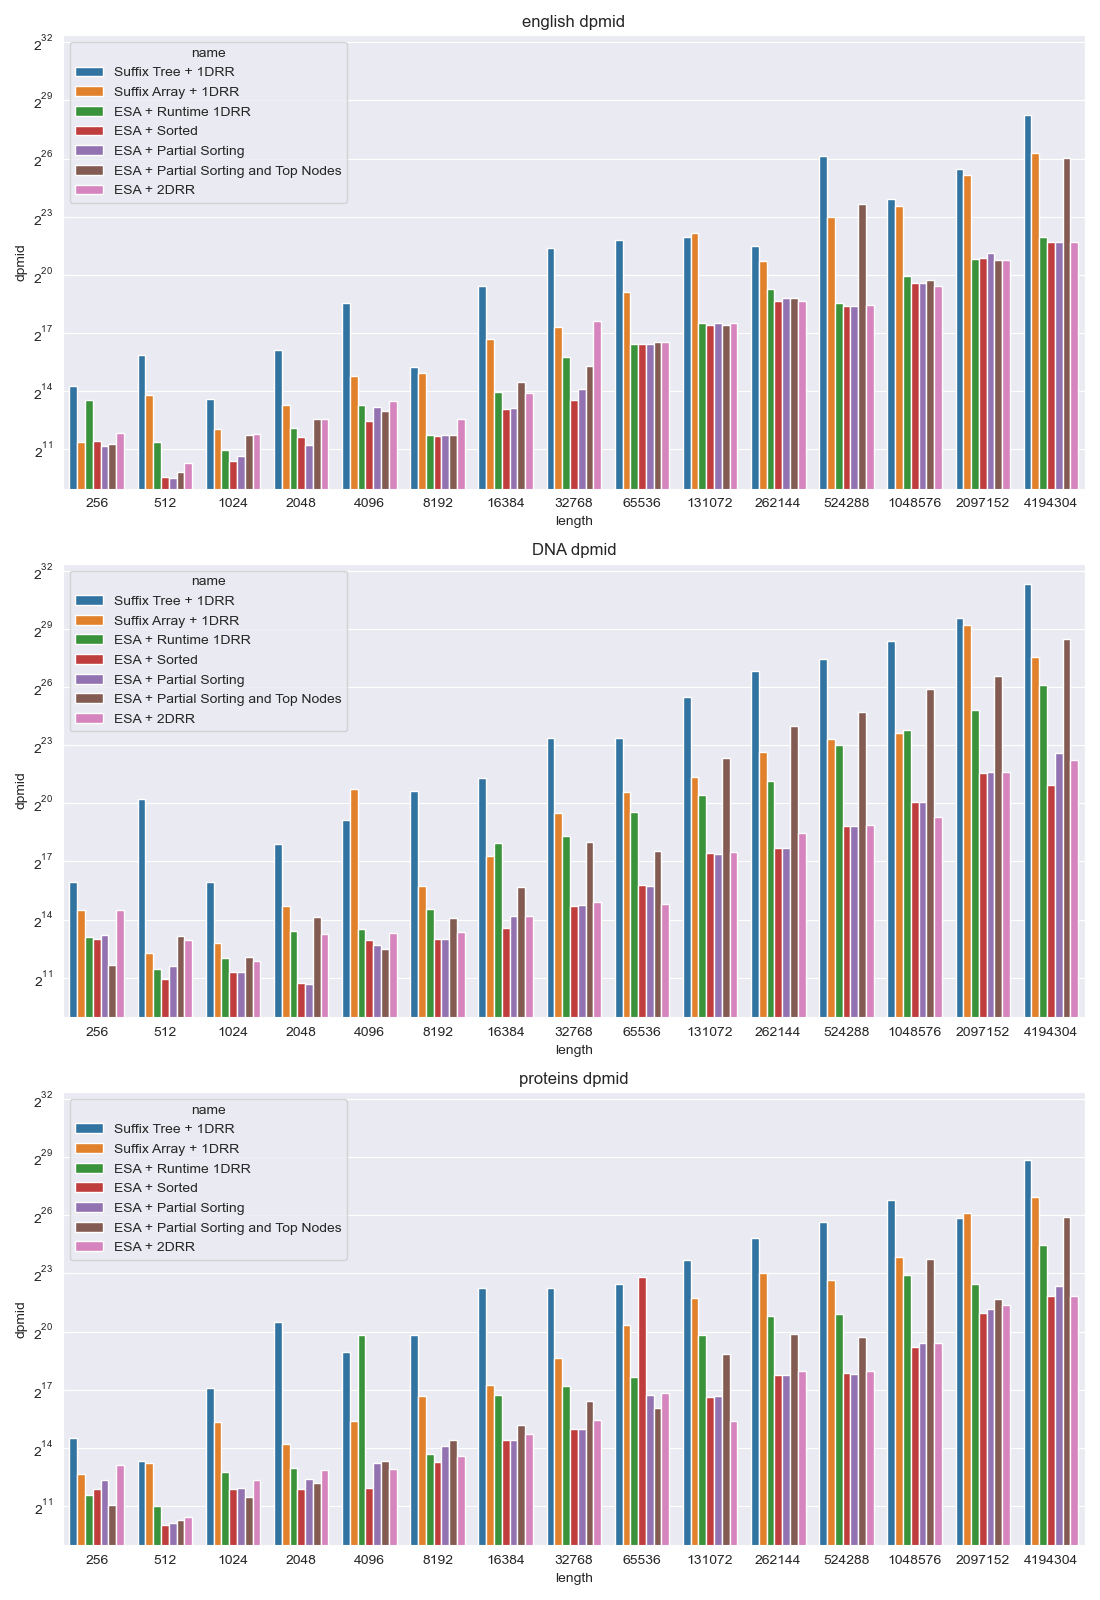 english dpmid
2^32
2^29
2^26
2^23
2^20
2^17
2^14
2^11
dpmid
name
Suffix Tree + 1DRR
Suffix Array + 1DRR
ESA + Runtime 1DRR
ESA + Sorted
ESA + Partial Sorting
ESA + Partial Sorting and Top Nodes
ESA + 2DRR
256 512 1024 2048 4096 8192 16384 32768 65536 131072 262144 524288 1048576 2097152 4194304
length
DNA dpmid
2^32
2^29
2^26
2^23
2^20
2^17
2^14
2^11
dpmid
name
Suffix Tree + 1DRR
Suffix Array + 1DRR
ESA + Runtime 1DRR
ESA + Sorted
ESA + Partial Sorting
ESA + Partial Sorting and Top Nodes
ESA + 2DRR
256 512 1024 2048 4096 8192 16384 32768 65536 131072 262144 524288 1048576 2097152 4194304
length
proteins dpmid
2^32
2^29
2^26
2^23
2^20
2^17
2^14
2^11
dpmid
name
Suffix Tree + 1DRR
Suffix Array + 1DRR
ESA + Runtime 1DRR
ESA + Sorted
ESA + Partial Sorting
ESA + Partial Sorting and Top Nodes
ESA + 2DRR
256 512 1024 2048 4096 8192 16384 32768 65536 131072 262144 524288 1048576 2097152 4194304
length